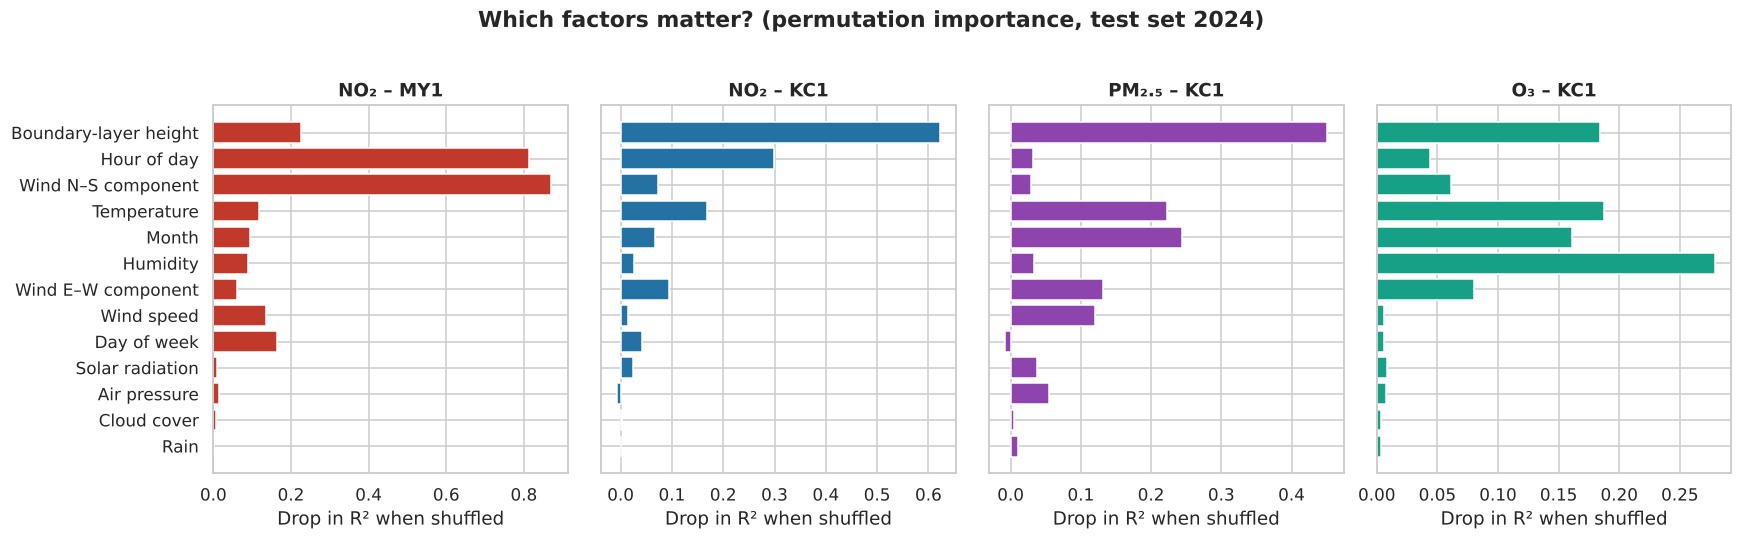 Which factors matter? (permutation importance, test set 2024)
NO₂ – MY1
NO₂ – KC1
PM₂.₅ – KC1
O₃ – KC1
Boundary-layer height
Hour of day
Wind N–S component
Temperature
Month
Humidity
Wind E–W component
Wind speed
Day of week
Solar radiation
Air pressure
Cloud cover
Rain
0.0 0.2 0.4 0.6 0.8
0.0 0.1 0.2 0.3 0.4 0.5 0.6
0.0 0.1 0.2 0.3 0.4
0.00 0.05 0.10 0.15 0.20 0.25
Drop in R² when shuffled
Drop in R² when shuffled
Drop in R² when shuffled
Drop in R² when shuffled